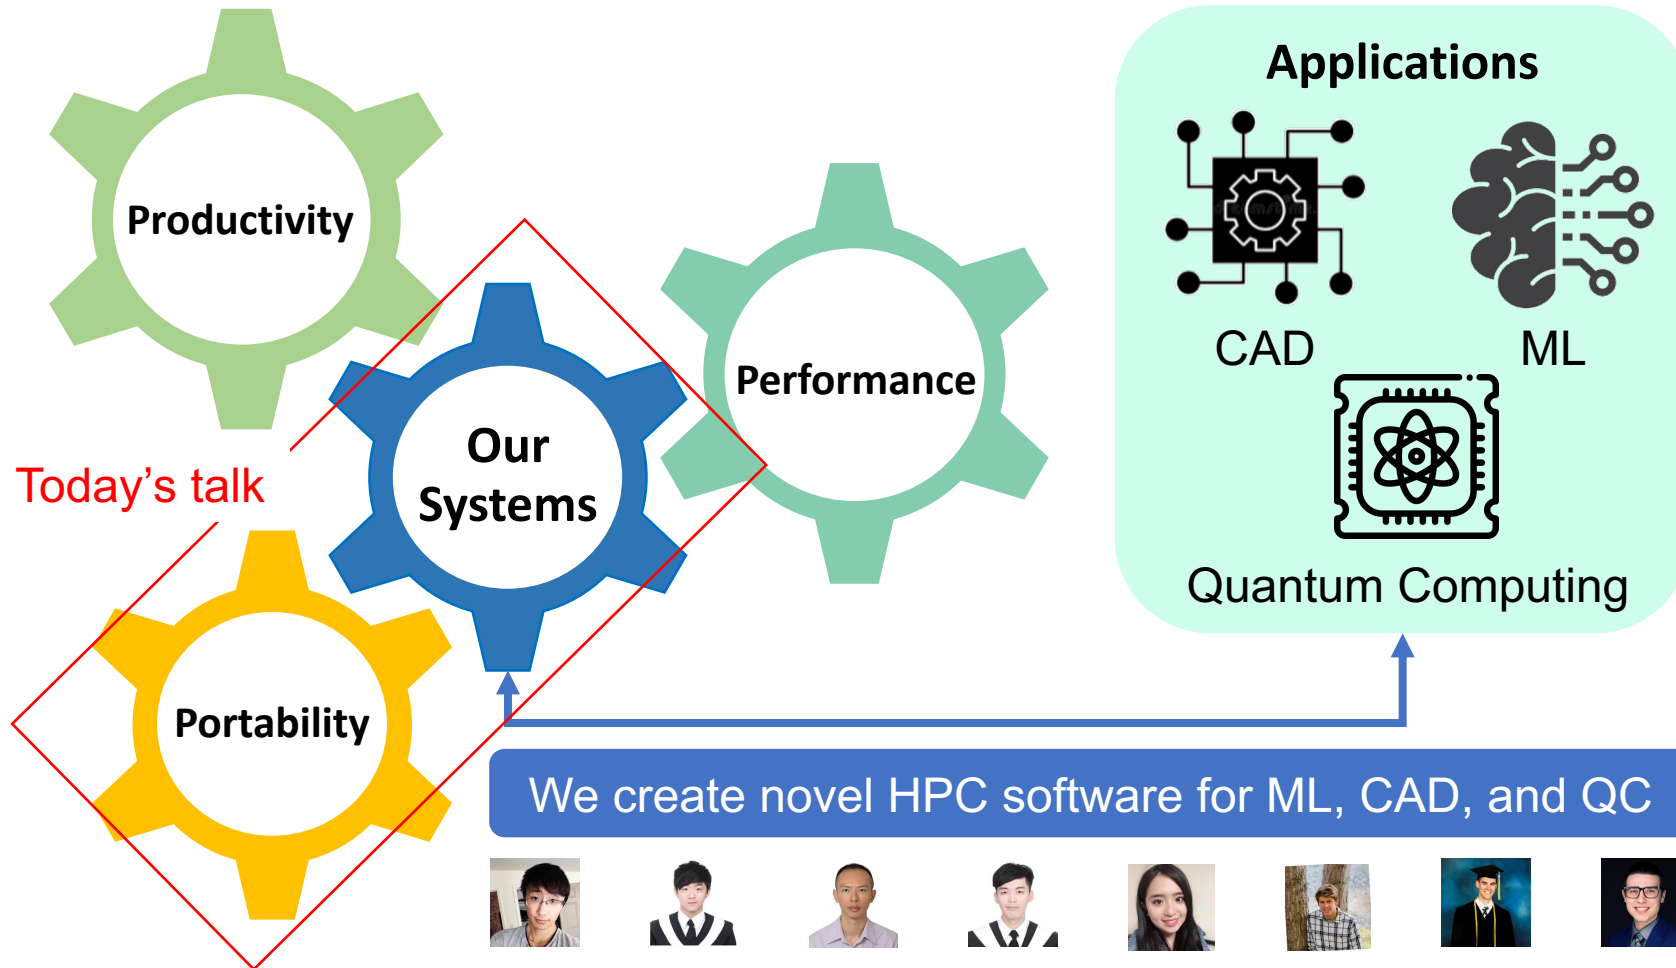 Applications
Productivity
Performance
CAD
ML
Our
Systems
Today’s talk
Quantum Computing
Portability
We create novel HPC software for ML, CAD, and QC